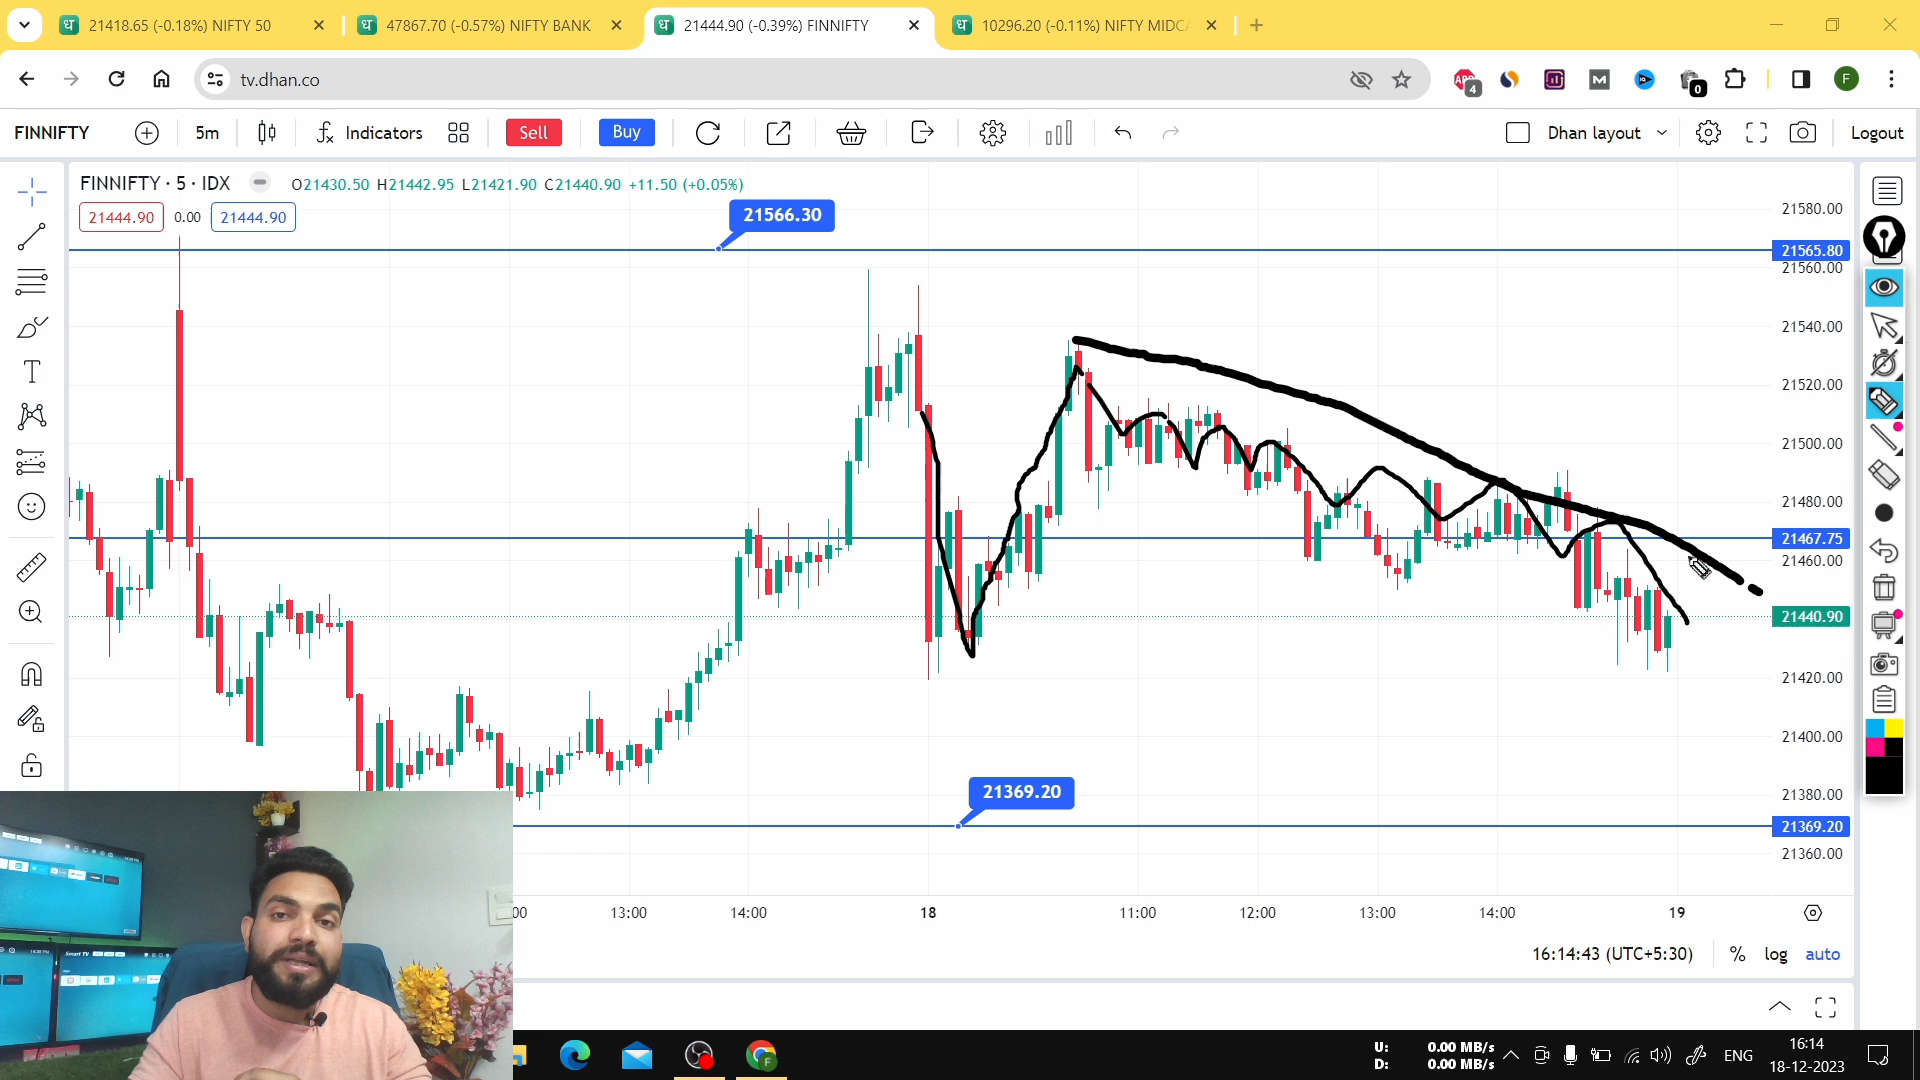 21418.65 (-0.18%) NIFTY 50
47867.70 (-0.57%) NIFTY BANK
21444.90 (-0.39%) FINNIFTY
10296.20 (-0.11%) NIFTY MIDCA
tv.dhan.co
4
0
F
FINNIFTY
5m
Indicators
Sell
Buy
Dhan layout
Logout
FINNIFTY · 5 · IDX
O21430.50 H21442.95 L21421.90 C21440.90 +11.50 (+0.05%)
21444.90
0.00
21444.90
21566.30
21369.20
21580.00
21565.80
21560.00
21540.00
21520.00
21500.00
21480.00
21467.75
21460.00
21440.90
21420.00
21400.00
21380.00
21369.20
21360.00
13:00
14:00
18
11:00
12:00
13:00
14:00
19
16:14:43 (UTC+5:30)
%
log
auto
U: 0.00 MB/s
D: 0.00 MB/s
ENG
16:14
18-12-2023